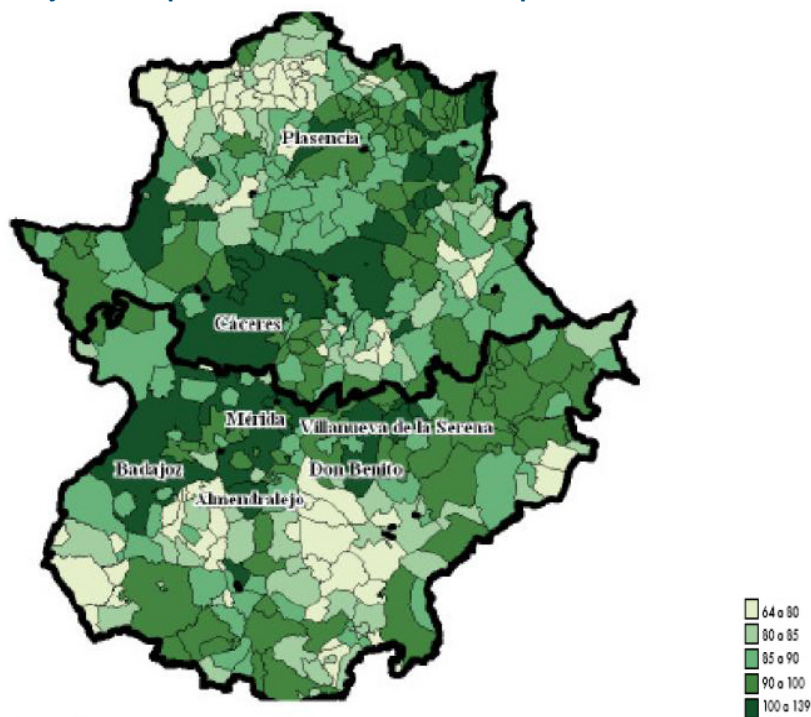 Plasencia
Cáceres
Mérida
Villanueva de la Serena
Badajoz
Don Benito
Almendralejo
64 a 80
80 a 85
85 a 90
90 a 100
100 a 139